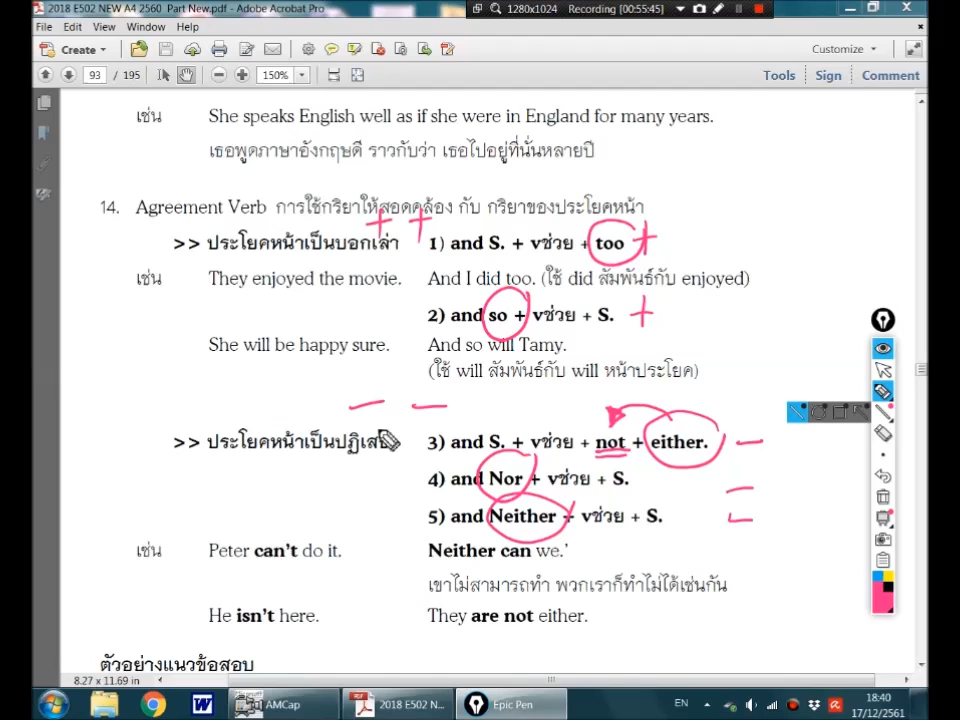 2018 E502 NEW A4 2560 Part New.pdf - Adobe Acrobat Pro
1280x1024 Recording [00:55:45]
File Edit View Window Help
Create Customize
93 / 195 150% Tools Sign Comment
เช่น She speaks English well as if she were in England for many years.
เธอพูดภาษาอังกฤษดี ราวกับว่า เธอไปอยู่ที่นั่นหลายปี
14. Agreement Verb การใช้กริยาให้สอดคล้อง กับ กริยาของประโยคหน้า
>> ประโยคหน้าเป็นบอกเล่า 1) and S. + vช่วย + too
เช่น They enjoyed the movie. And I did too. (ใช้ did สัมพันธ์กับ enjoyed)
2) and so + vช่วย + S.
She will be happy sure. And so will Tamy.
(ใช้ will สัมพันธ์กับ will หน้าประโยค)
>> ประโยคหน้าเป็นปฏิเสธ 3) and S. + vช่วย + not + either.
4) and Nor + vช่วย + S.
5) and Neither + vช่วย + S.
เช่น Peter can't do it. Neither can we.'
เขาไม่สามารถทำ พวกเราก็ทำไม่ได้เช่นกัน
He isn't here. They are not either.
ตัวอย่างแนวข้อสอบ
8.27 x 11.69 in
AMCap 2018 E502 N... Epic Pen EN 18:40
17/12/2561